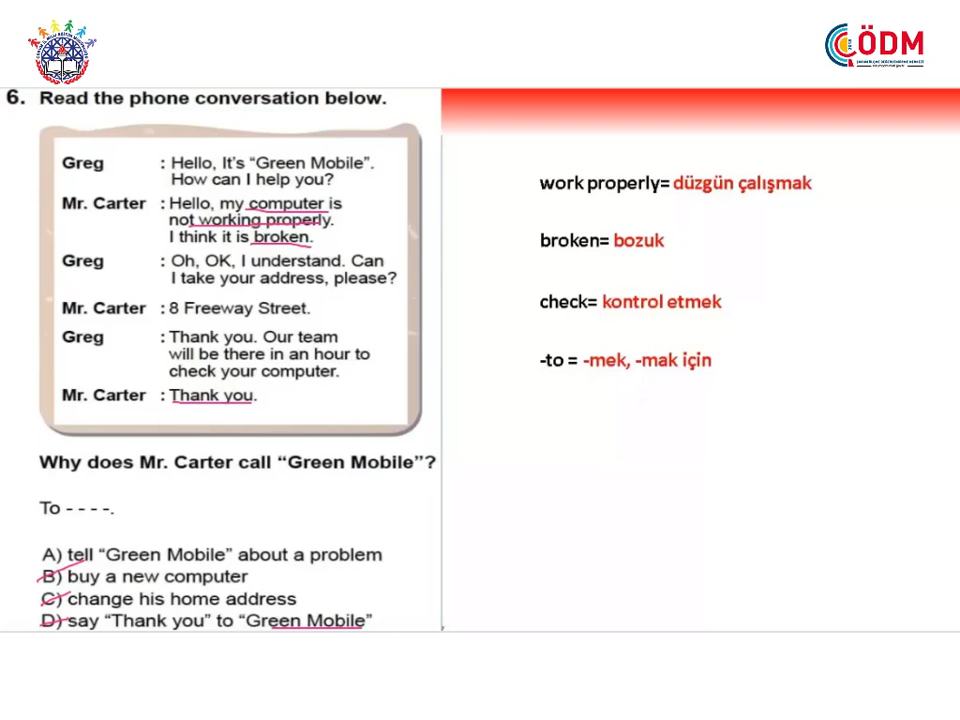 ÖDM
6. Read the phone conversation below.
Greg : Hello, It's “Green Mobile”.
How can I help you?
Mr. Carter : Hello, my computer is
not working properly.
I think it is broken.
Greg : Oh, OK, I understand. Can
I take your address, please?
Mr. Carter : 8 Freeway Street.
Greg : Thank you. Our team
will be there in an hour to
check your computer.
Mr. Carter : Thank you.
Why does Mr. Carter call “Green Mobile”?
To - - - -.
A) tell “Green Mobile” about a problem
B) buy a new computer
C) change his home address
D) say “Thank you” to “Green Mobile”
work properly= düzgün çalışmak
broken= bozuk
check= kontrol etmek
-to = -mek, -mak için